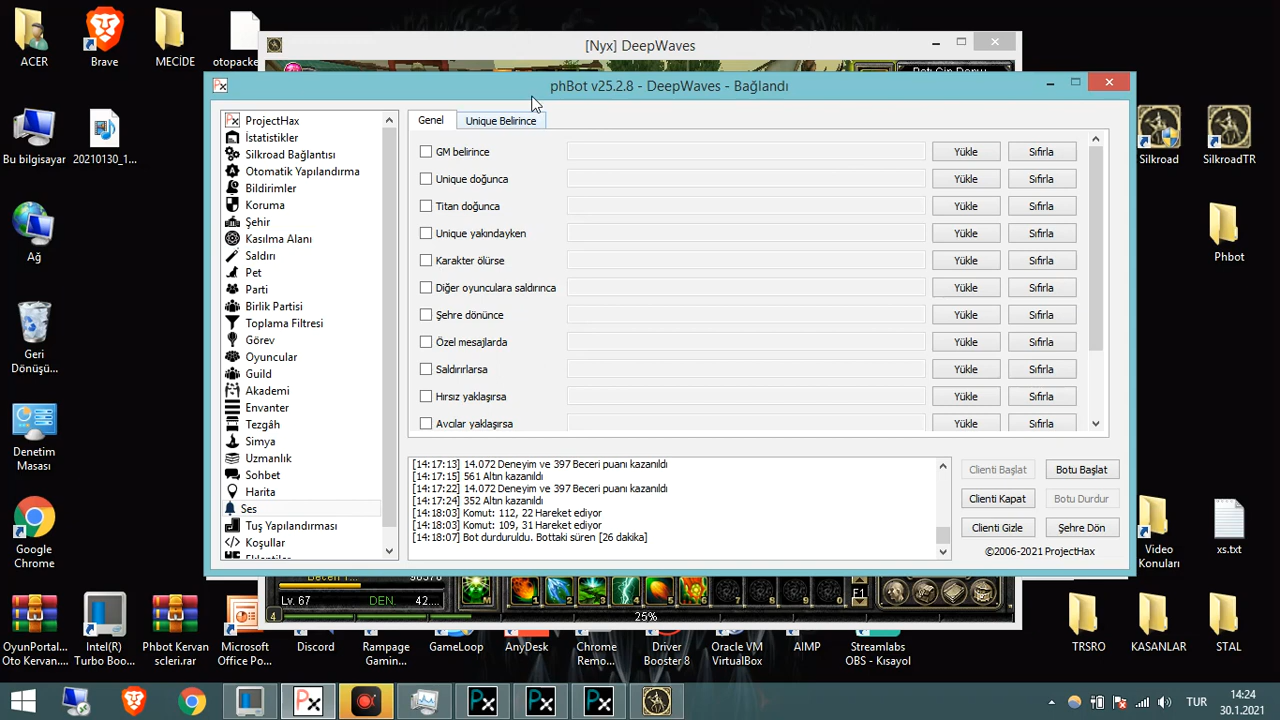 ACER
Brave
MECİDE
otopacke
Bu bilgisayar
20210130_1...
Ağ
Geri
Dönüşü...
Denetim
Masası
Google
Chrome
[Nyx] DeepWaves
phBot v25.2.8 - DeepWaves - Bağlandı
ProjectHax
İstatistikler
Silkroad Bağlantısı
Otomatik Yapılandırma
Bildirimler
Koruma
Şehir
Kasılma Alanı
Saldırı
Pet
Parti
Birlik Partisi
Toplama Filtresi
Görev
Oyuncular
Guild
Akademi
Envanter
Tezgâh
Simya
Uzmanlık
Sohbet
Harita
Ses
Tuş Yapılandırması
Koşullar
Genel
Unique Belirince
GM belirince Yükle Sıfırla
Unique doğunca Yükle Sıfırla
Titan doğunca Yükle Sıfırla
Unique yakındayken Yükle Sıfırla
Karakter ölürse Yükle Sıfırla
Diğer oyunculara saldırınca Yükle Sıfırla
Şehre dönünce Yükle Sıfırla
Özel mesajlarda Yükle Sıfırla
Saldırırlarsa Yükle Sıfırla
Hırsız yaklaşırsa Yükle Sıfırla
Avcılar yaklaşırsa Yükle Sıfırla
[14:17:13] 14.072 Deneyim ve 397 Beceri puanı kazanıldı
[14:17:15] 561 Altın kazanıldı
[14:17:22] 14.072 Deneyim ve 397 Beceri puanı kazanıldı
[14:17:24] 352 Altın kazanıldı
[14:18:03] Komut: 112, 22 Hareket ediyor
[14:18:03] Komut: 109, 31 Hareket ediyor
[14:18:07] Bot durduruldu. Bottaki süren [26 dakika]
Clienti Başlat
Botu Başlat
Clienti Kapat
Botu Durdur
Clienti Gizle
Şehre Dön
©2006-2021 ProjectHax
Silkroad
SilkroadTR
Phbot
Video
Konuları
xs.txt
Lv. 67 DEN. 42...
4
25%
F1
OyunPortal...
Oto Kervan...
Intel(R)
Turbo Boo...
Phbot Kervan
scleri.rar
Microsoft
Office Po...
Discord
Rampage
Gamin...
GameLoop
AnyDesk
Chrome
Remo...
Driver
Booster 8
Oracle VM
VirtualBox
AIMP
Streamlabs
OBS - Kısayol
TRSRO
KASANLAR
STAL
TUR
14:24
30.1.2021